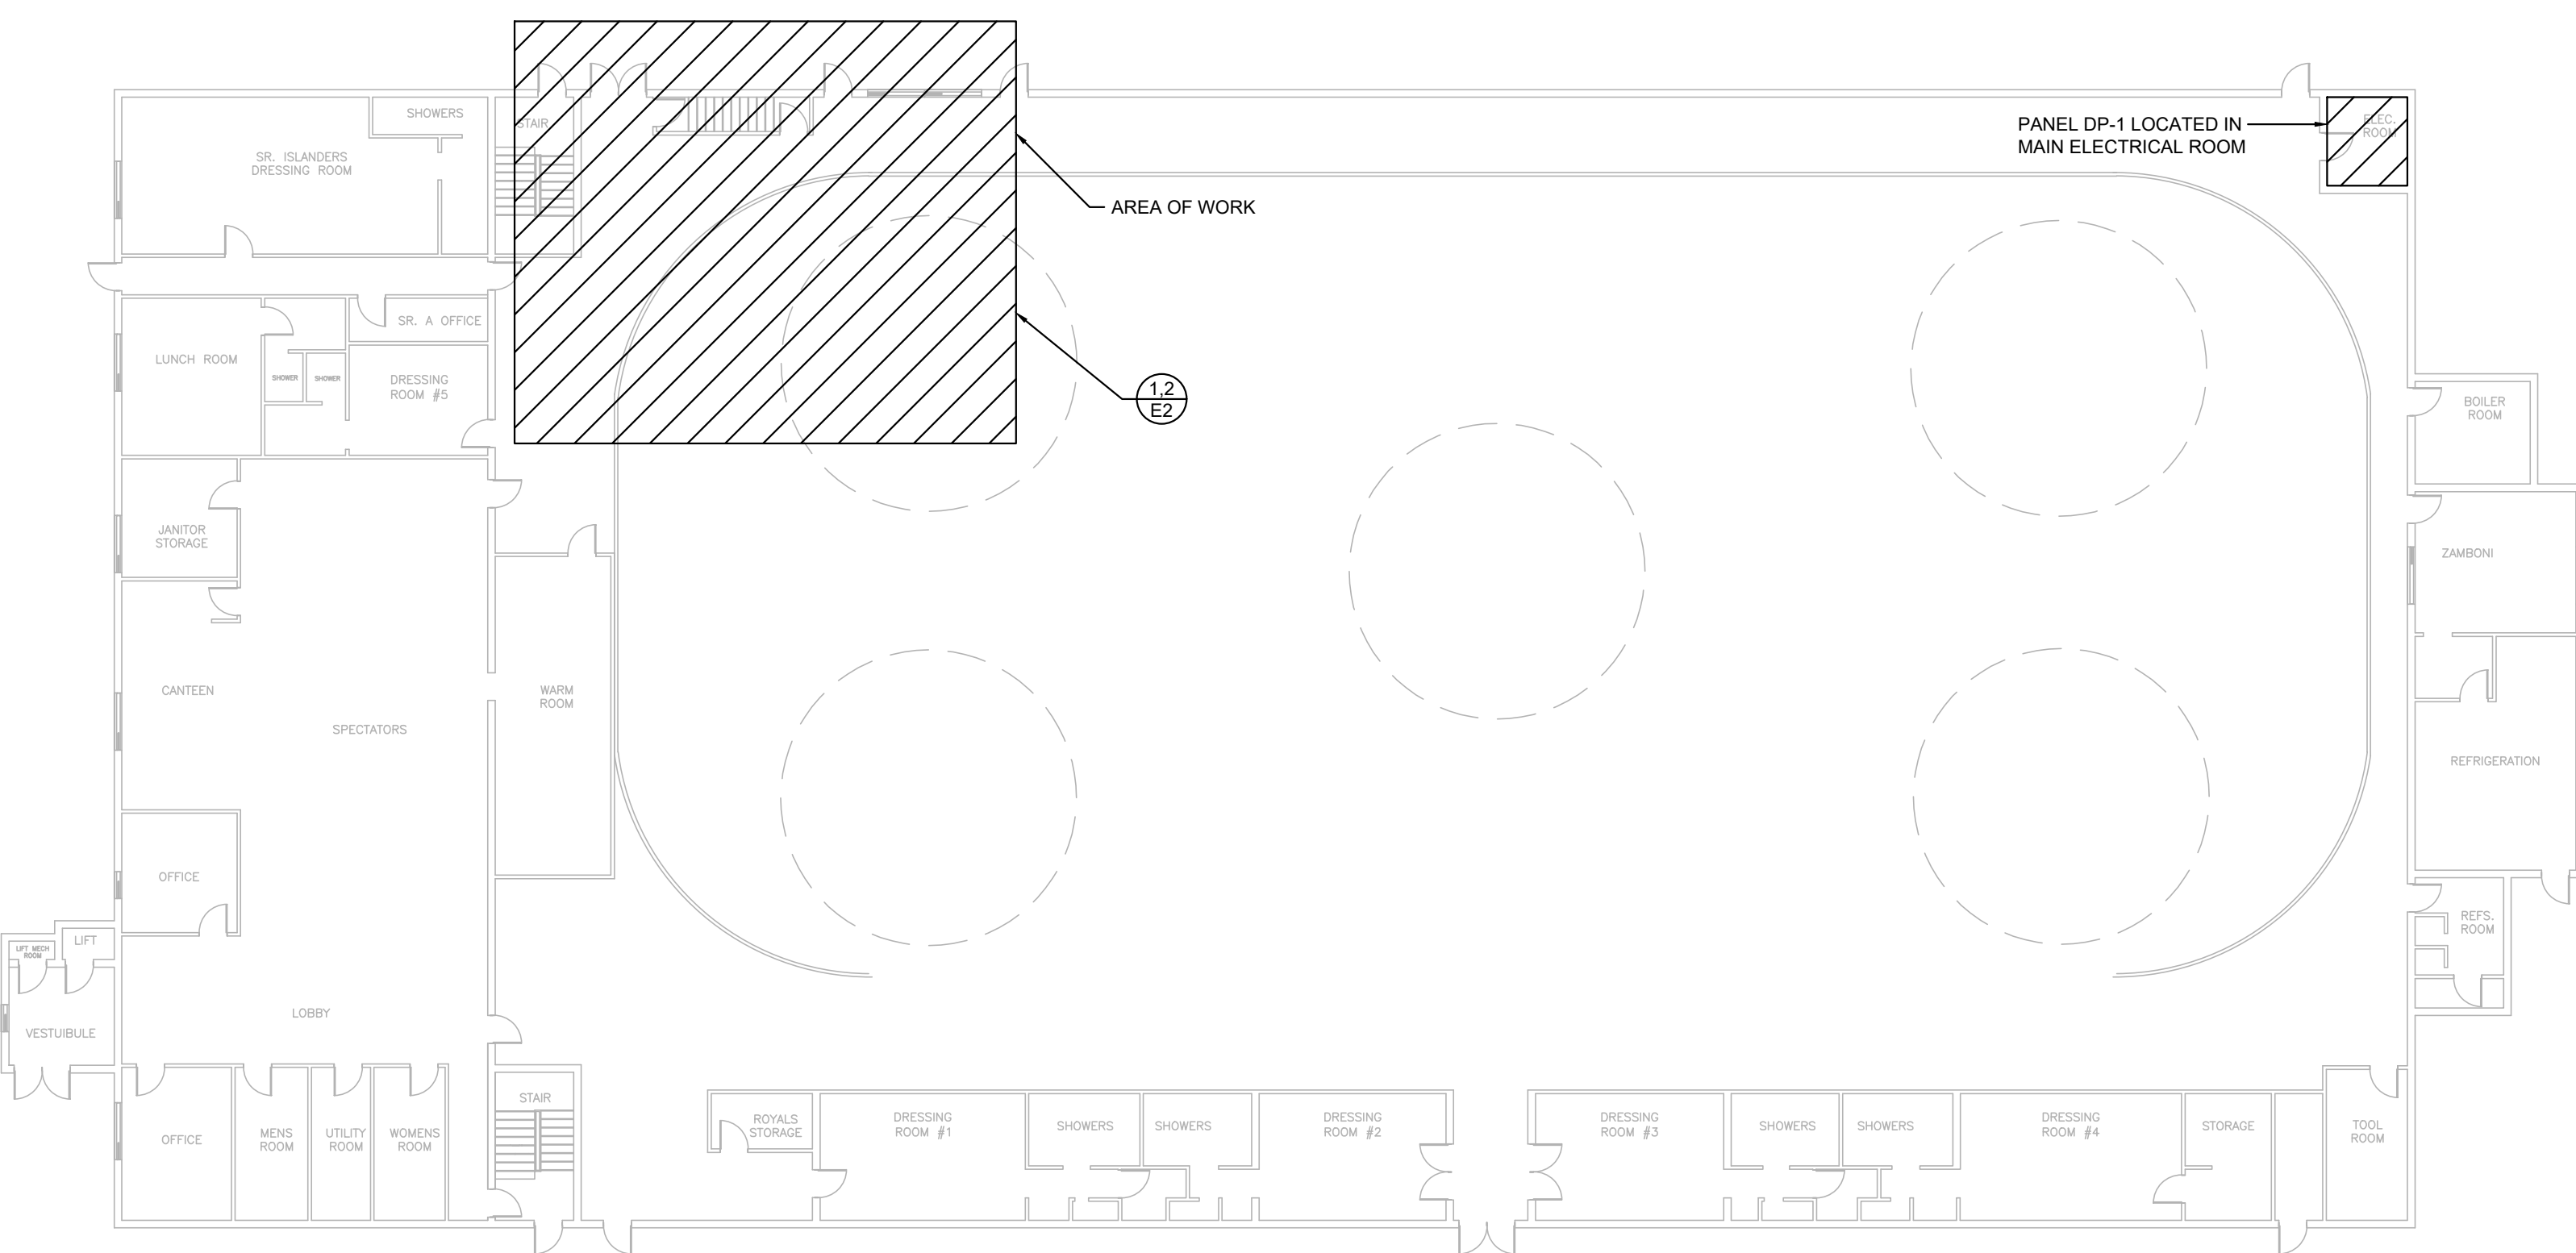 SHOWERS
STAIR
SR. ISLANDERS
DRESSING ROOM
PANEL DP-1 LOCATED IN
MAIN ELECTRICAL ROOM
ELEC.
ROOM
AREA OF WORK
SR. A OFFICE
LUNCH ROOM
SHOWER
SHOWER
DRESSING
ROOM #5
1,2
E2
BOILER
ROOM
JANITOR
STORAGE
ZAMBONI
CANTEEN
WARM
ROOM
SPECTATORS
REFRIGERATION
OFFICE
REFS.
ROOM
LIFT
LIFT MECH
ROOM
LOBBY
VESTUIBULE
STAIR
OFFICE
MENS
ROOM
UTILITY
ROOM
WOMENS
ROOM
ROYALS
STORAGE
DRESSING
ROOM #1
SHOWERS
SHOWERS
DRESSING
ROOM #2
DRESSING
ROOM #3
SHOWERS
SHOWERS
DRESSING
ROOM #4
STORAGE
TOOL
ROOM